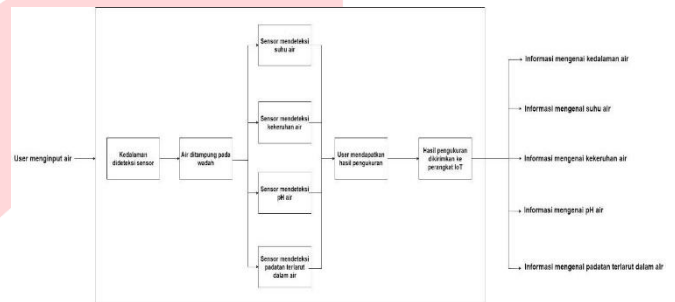 User menginput air
Kedalaman
dideteksi sensor
Air ditampung pada
wadah
Sensor mendeteksi
suhu air
Sensor mendeteksi
kekeruhan air
Sensor mendeteksi
pH air
Sensor mendeteksi
padatan terlarut
dalam air
User mendapatkan
hasil pengukuran
Hasil pengukuran
dikirimkan ke
perangkat IoT
Informasi mengenai kedalaman air
Informasi mengenai suhu air
Informasi mengenai kekeruhan air
Informasi mengenai pH air
Informasi mengenai padatan terlarut dalam air